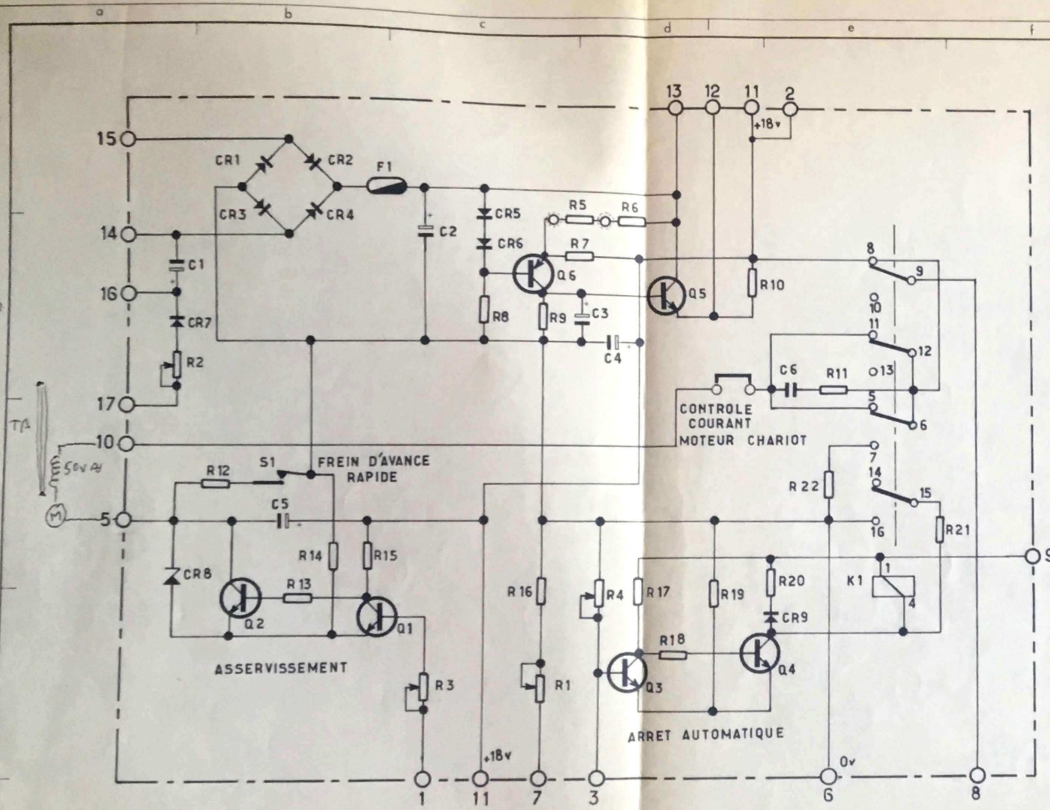 a b c d e f
13 12 11 2
+18v
15
CR1 CR2 F1
CR3 CR4
14
C1
16
CR7
R2
17
10
C2
CR5
CR6
R8
R5 R6
R7
Q6
R9 C3
C4
Q5
R10
8
9
10
11
12
13
5
6
7
14
15
16
C6 R11
CONTROLE
COURANT
MOTEUR CHARIOT
R22
R21
S1 FREIN D'AVANCE
RAPIDE
R12
C5
M
5
CR8
R14 R15
R13
Q2
Q1
ASSERVISSEMENT
R3
R16
R1
R4
R17
R19
R20
CR9
R18
Q3
Q4
ARRET AUTOMATIQUE
K1
1
4
9
+18v
0v
1 11 7 3 6 8